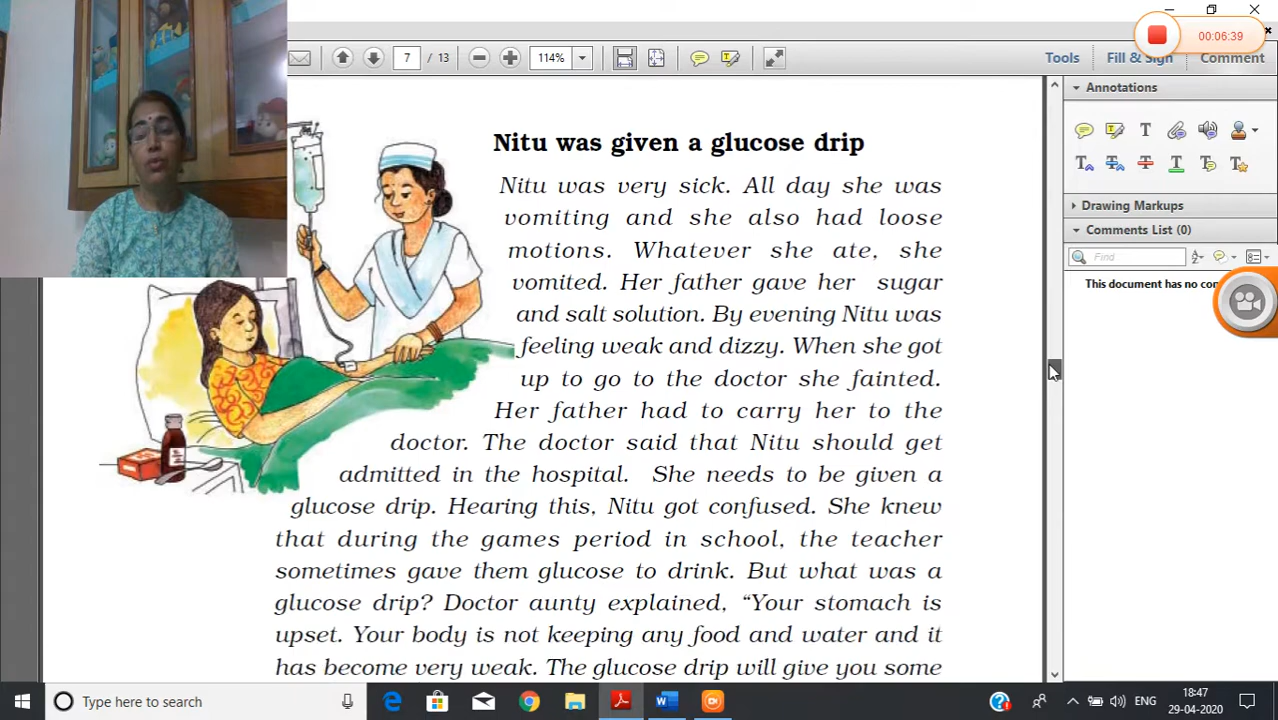 00:06:39
7 / 13
114%
Tools
Fill & Sign
Comment
Annotations
Nitu was given a glucose drip
Nitu was very sick. All day she was
vomiting and she also had loose
motions. Whatever she ate, she
vomited. Her father gave her sugar
and salt solution. By evening Nitu was
feeling weak and dizzy. When she got
up to go to the doctor she fainted.
Her father had to carry her to the
doctor. The doctor said that Nitu should get
admitted in the hospital. She needs to be given a
glucose drip. Hearing this, Nitu got confused. She knew
that during the games period in school, the teacher
sometimes gave them glucose to drink. But what was a
glucose drip? Doctor aunty explained, “Your stomach is
upset. Your body is not keeping any food and water and it
has become very weak. The glucose drip will give you some
Drawing Markups
Comments List (0)
Find
This document has no
Type here to search
ENG
18:47
29-04-2020